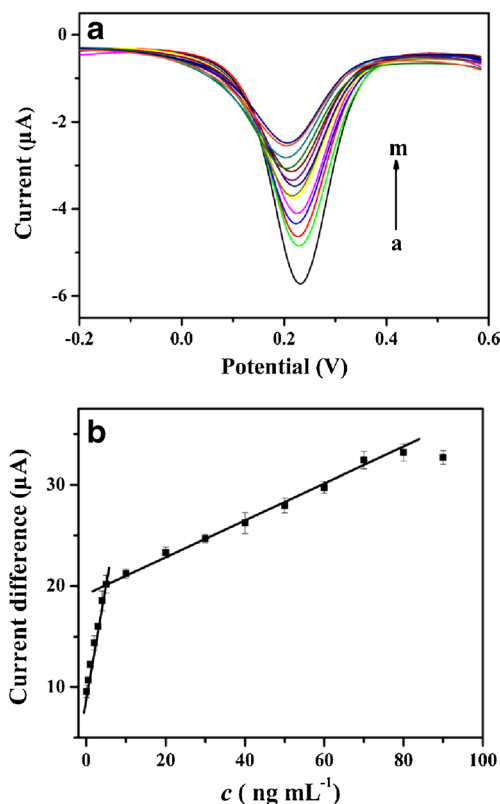 a
0
-2
-4
-6
Current (µA)
m
a
-0.2 0.0 0.2 0.4 0.6
Potential (V)
b
30
20
10
Current difference (µA)
0 20 40 60 80 100
c ( ng mL⁻¹)